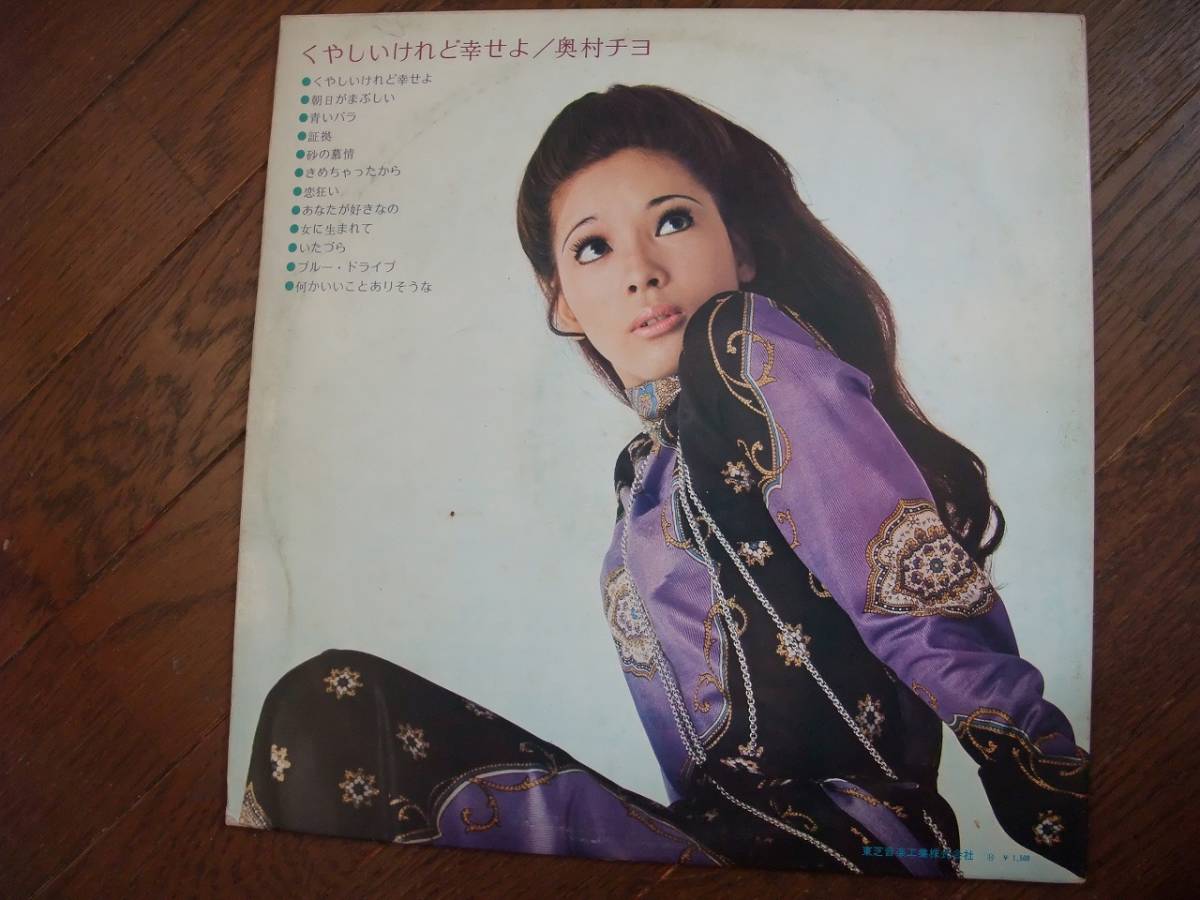 くやしいけれど幸せよ／奥村チヨ
●くやしいけれど幸せよ
●朝日がまぶしい
●青いバラ
●証拠
●砂の慕情
●きめちゃったから
●恋狂い
●あなたが好きなの
●女に生まれて
●いたづら
●ブルー・ドライブ
●何かいいことありそうな
東芝音楽工業株式会社 Ⓗ ￥1,500